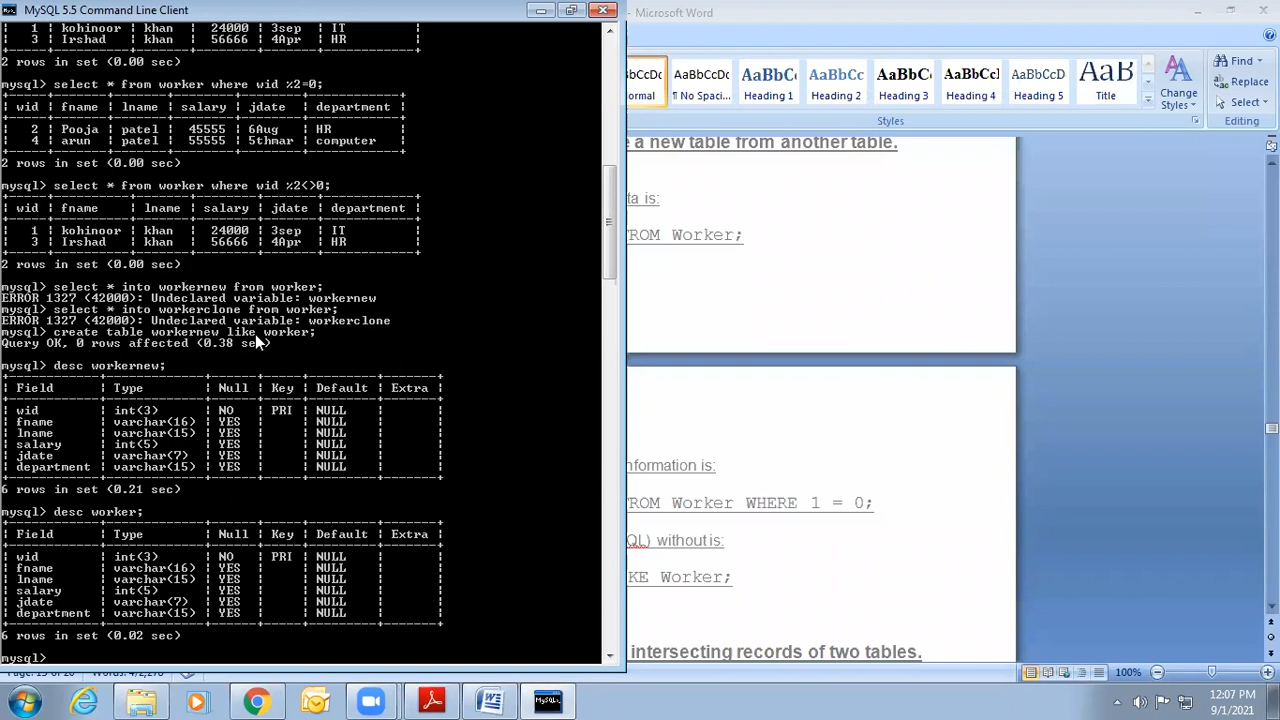 MySQL 5.5 Command Line Client
| 1 | kohinoor | khan | 24000 | 3sep | IT |
| 3 | Irshad | khan | 56666 | 4Apr | HR |
2 rows in set (0.00 sec)
mysql> select * from worker where wid %2=0;
| wid | fname | lname | salary | jdate | department |
| 2 | Pooja | patel | 45555 | 6Aug | HR |
| 4 | arun | patel | 55555 | 5thmar | computer |
2 rows in set (0.00 sec)
mysql> select * from worker where wid %2<>0;
| wid | fname | lname | salary | jdate | department |
| 1 | kohinoor | khan | 24000 | 3sep | IT |
| 3 | Irshad | khan | 56666 | 4Apr | HR |
2 rows in set (0.00 sec)
mysql> select * into workernew from worker;
ERROR 1327 (42000): Undeclared variable: workernew
mysql> select * into workerclone from worker;
ERROR 1327 (42000): Undeclared variable: workerclone
mysql> create table workernew like worker;
Query OK, 0 rows affected (0.38 sec)
mysql> desc workernew;
| Field | Type | Null | Key | Default | Extra |
| wid | int(3) | NO | PRI | NULL | |
| fname | varchar(16) | YES | | NULL | |
| lname | varchar(15) | YES | | NULL | |
| salary | int(5) | YES | | NULL | |
| jdate | varchar(7) | YES | | NULL | |
| department | varchar(15) | YES | | NULL | |
6 rows in set (0.21 sec)
mysql> desc worker;
| Field | Type | Null | Key | Default | Extra |
| wid | int(3) | NO | PRI | NULL | |
| fname | varchar(16) | YES | | NULL | |
| lname | varchar(15) | YES | | NULL | |
| salary | int(5) | YES | | NULL | |
| jdate | varchar(7) | YES | | NULL | |
| department | varchar(15) | YES | | NULL | |
6 rows in set (0.02 sec)
mysql>
- Microsoft Word
AaBbCcDc AaBbCcDc AaBbC AaBbCc AaBbCc AaBbCc AaBbCcDc AaB
ormal ¶ No Spaci... Heading 1 Heading 2 Heading 3 Heading 4 Heading 5 Title
Change Styles
Find
Replace
Select
Styles
Editing
e a new table from another table.
ta is:
ROM Worker;
nformation is:
ROM Worker WHERE 1 = 0;
QL) without is:
KE Worker;
intersecting records of two tables.
100%
12:07 PM
9/1/2021